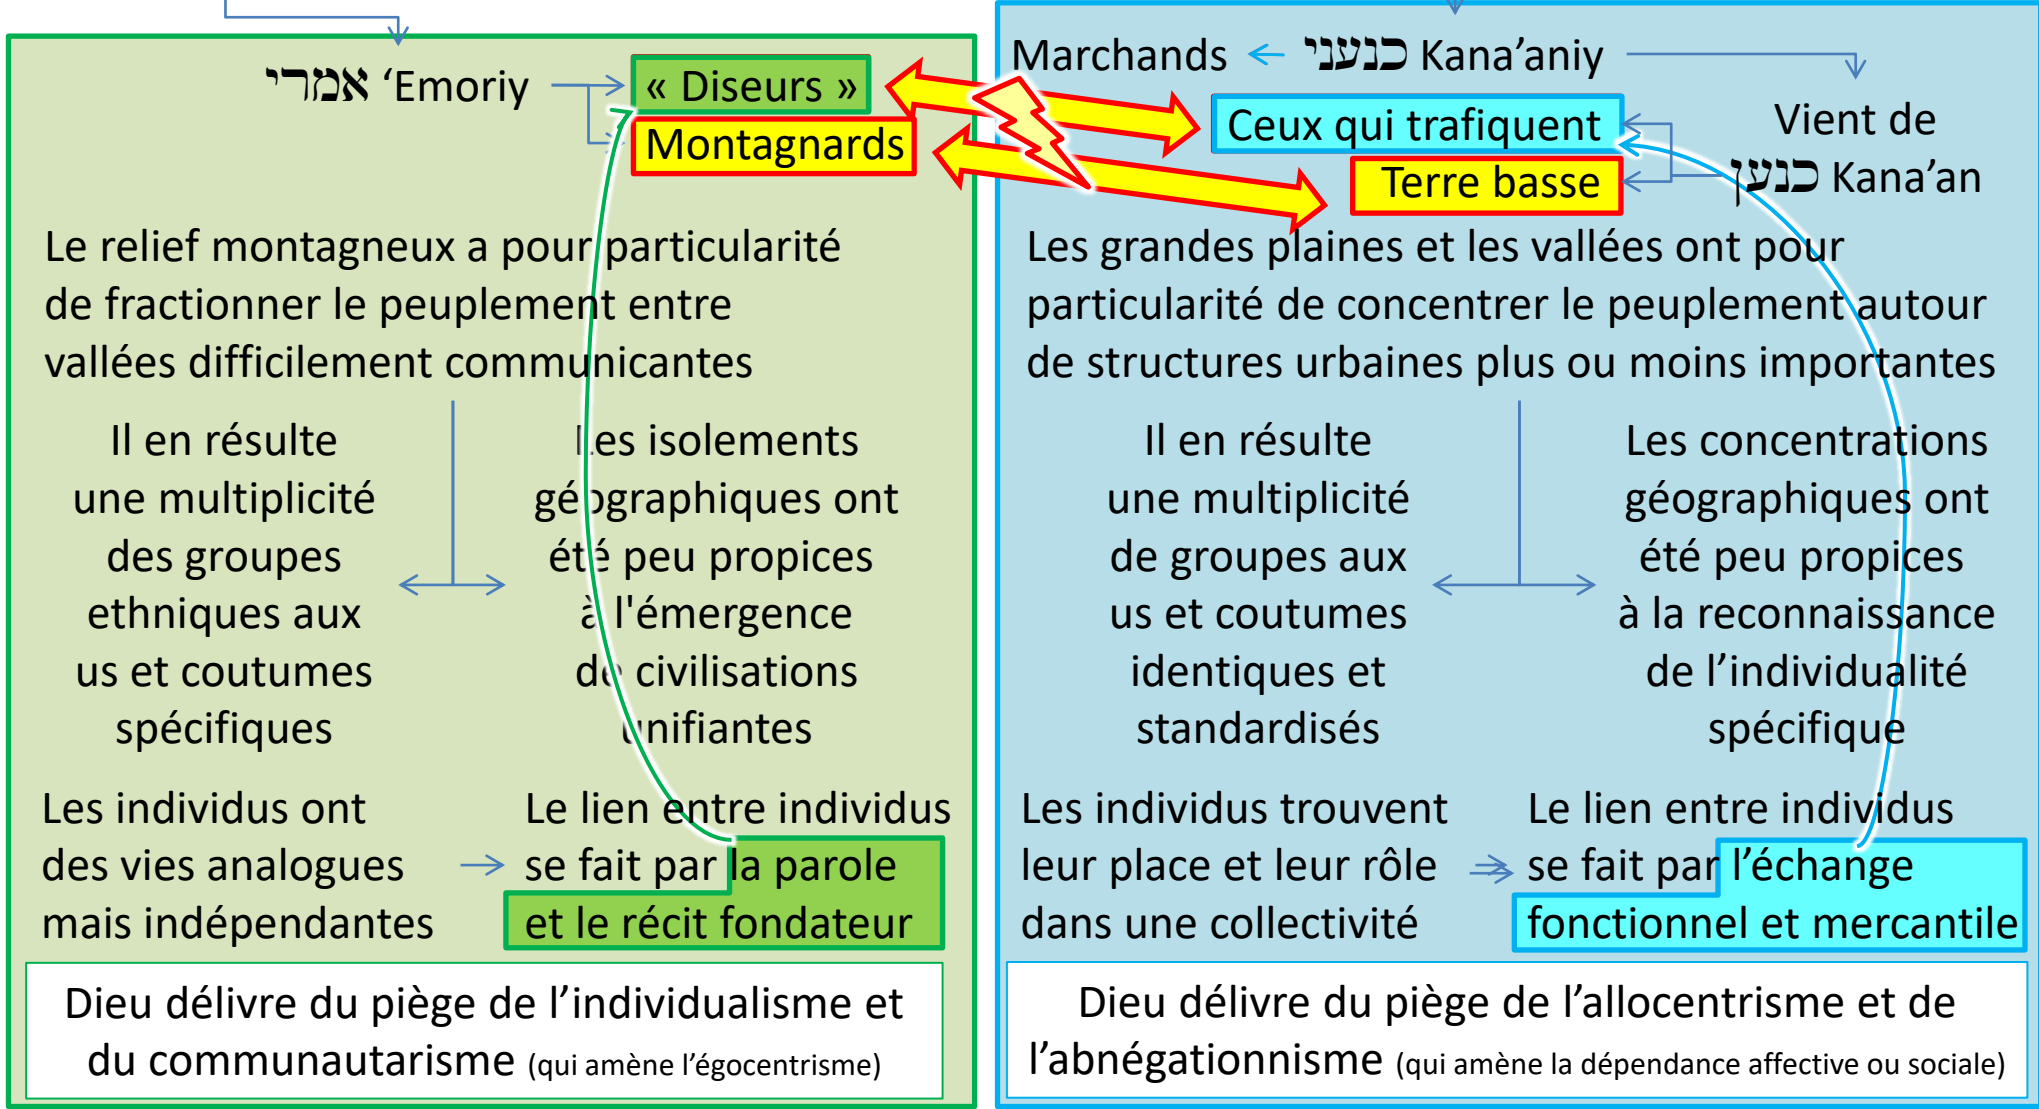 אמרי ‘Emoriy
« Diseurs »
Montagnards
Le relief montagneux a pour particularité
de fractionner le peuplement entre
vallées difficilement communicantes
Il en résulte
une multiplicité
des groupes
ethniques aux
us et coutumes
spécifiques
Les isolements
géographiques ont
été peu propices
à l'émergence
de civilisations
unifiantes
Les individus ont
des vies analogues
mais indépendantes
Le lien entre individus
se fait par la parole
et le récit fondateur
Dieu délivre du piège de l’individualisme et
du communautarisme (qui amène l’égocentrisme)
Marchands כנעני Kana’aniy
Ceux qui trafiquent
Terre basse
Vient de
כנען Kana’an
Les grandes plaines et les vallées ont pour
particularité de concentrer le peuplement autour
de structures urbaines plus ou moins importantes
Il en résulte
une multiplicité
de groupes aux
us et coutumes
identiques et
standardisés
Les concentrations
géographiques ont
été peu propices
à la reconnaissance
de l’individualité
spécifique
Les individus trouvent
leur place et leur rôle
dans une collectivité
Le lien entre individus
se fait par l’échange
fonctionnel et mercantile
Dieu délivre du piège de l’allocentrisme et de
l’abnégationnisme (qui amène la dépendance affective ou sociale)